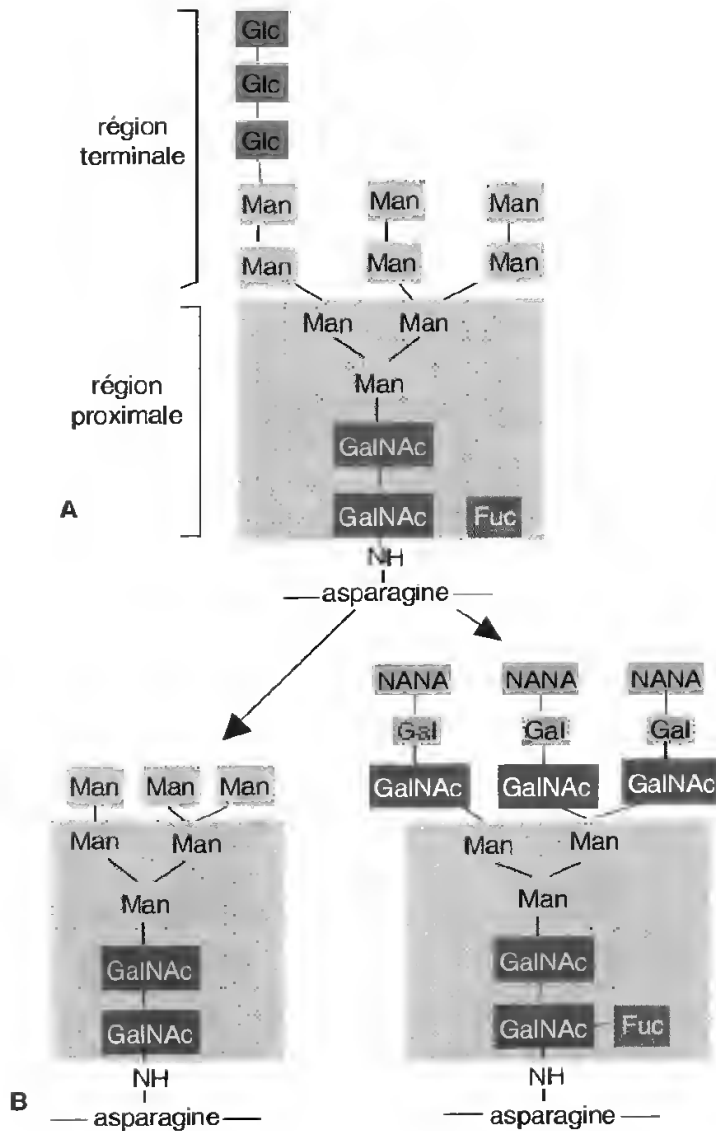 Glc
Glc
Glc
région
terminale
Man Man Man
Man Man Man
Man Man
région
proximale
Man
GalNAc
A
GalNAc Fuc
NH
asparagine
NANA NANA NANA
Gal Gal Gal
GalNAc GalNAc GalNAc
Man Man Man
Man Man
Man Man
Man
Man
GalNAc
GalNAc
GalNAc
GalNAc Fuc
NH
NH
B
asparagine
asparagine